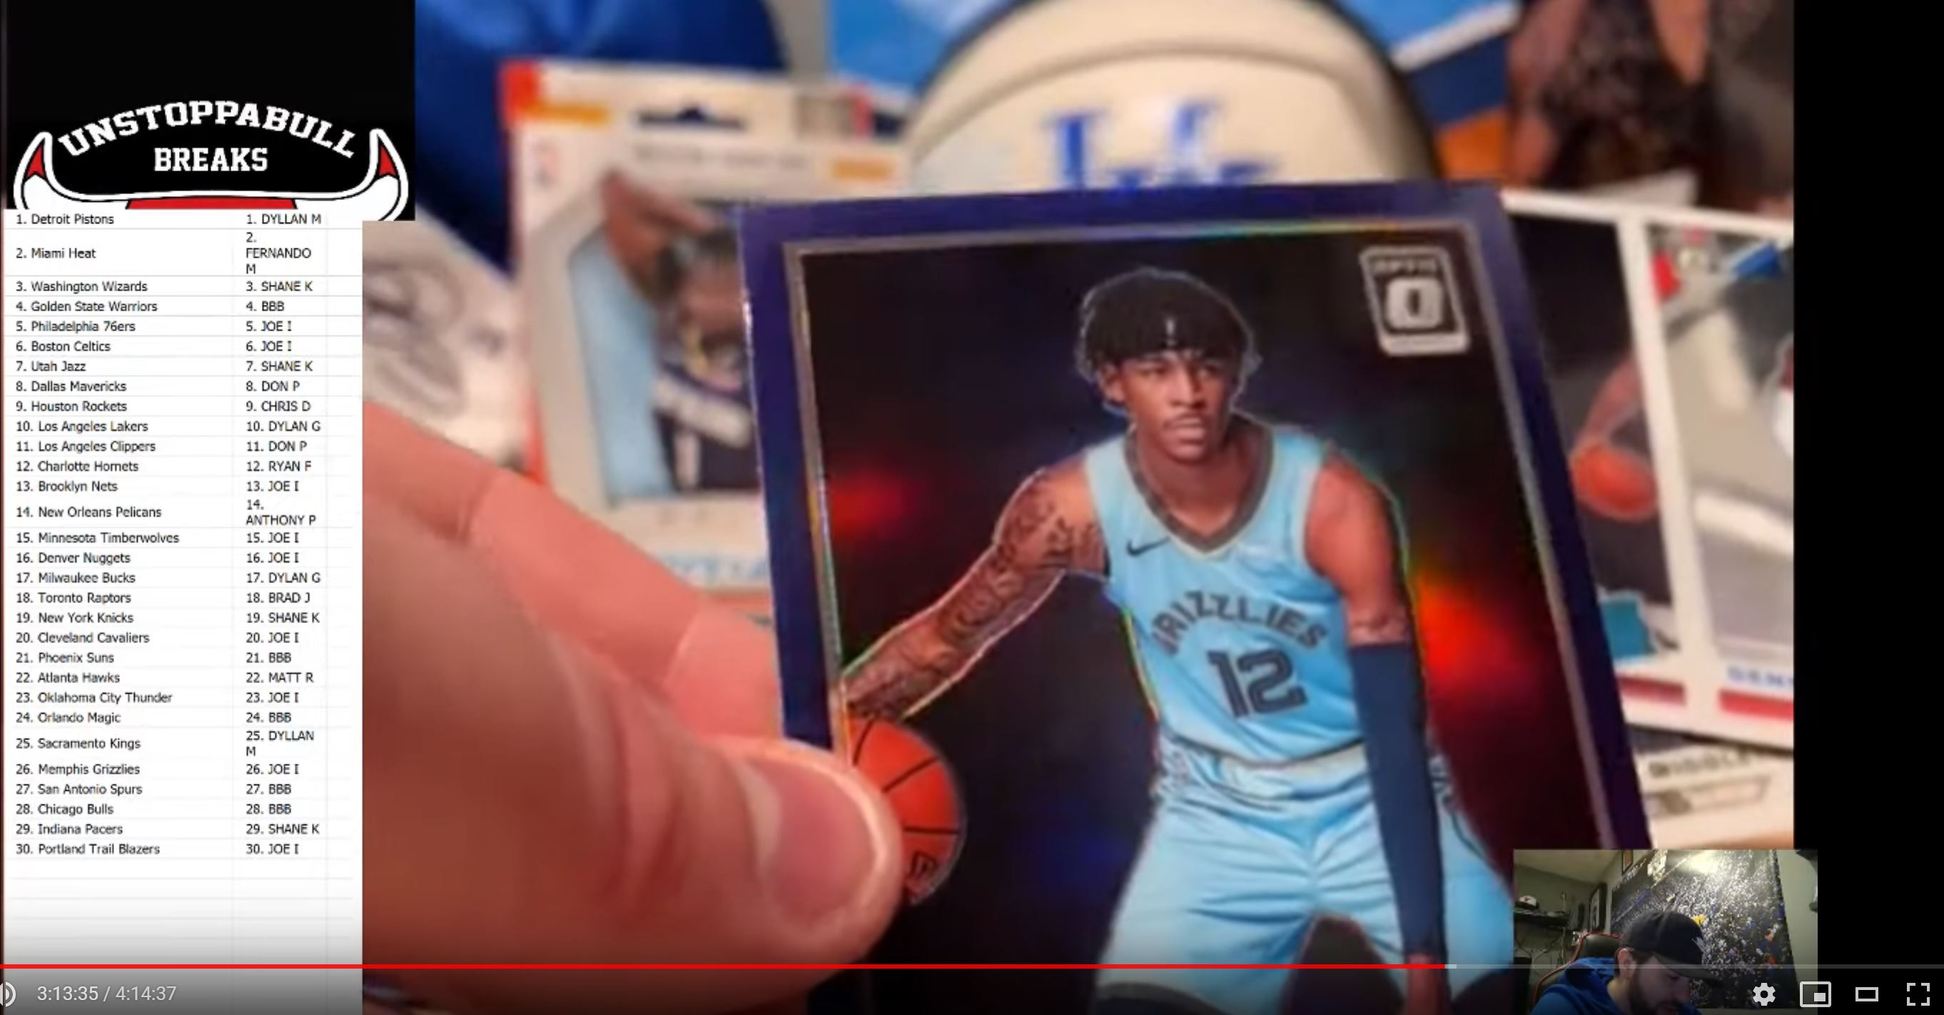 UNSTOPPABULL
BREAKS
1. Detroit Pistons 1. DYLLAN M
2. Miami Heat 2. FERNANDO M
3. Washington Wizards 3. SHANE K
4. Golden State Warriors 4. BBB
5. Philadelphia 76ers 5. JOE I
6. Boston Celtics 6. JOE I
7. Utah Jazz 7. SHANE K
8. Dallas Mavericks 8. DON P
9. Houston Rockets 9. CHRIS D
10. Los Angeles Lakers 10. DYLAN G
11. Los Angeles Clippers 11. DON P
12. Charlotte Hornets 12. RYAN F
13. Brooklyn Nets 13. JOE I
14. New Orleans Pelicans 14. ANTHONY P
15. Minnesota Timberwolves 15. JOE I
16. Denver Nuggets 16. JOE I
17. Milwaukee Bucks 17. DYLAN G
18. Toronto Raptors 18. BRAD J
19. New York Knicks 19. SHANE K
20. Cleveland Cavaliers 20. JOE I
21. Phoenix Suns 21. BBB
22. Atlanta Hawks 22. MATT R
23. Oklahoma City Thunder 23. JOE I
24. Orlando Magic 24. BBB
25. Sacramento Kings 25. DYLLAN M
26. Memphis Grizzlies 26. JOE I
27. San Antonio Spurs 27. BBB
28. Chicago Bulls 28. BBB
29. Indiana Pacers 29. SHANE K
30. Portland Trail Blazers 30. JOE I
OPTIC
GRIZZLIES
12
3:13:35 / 4:14:37